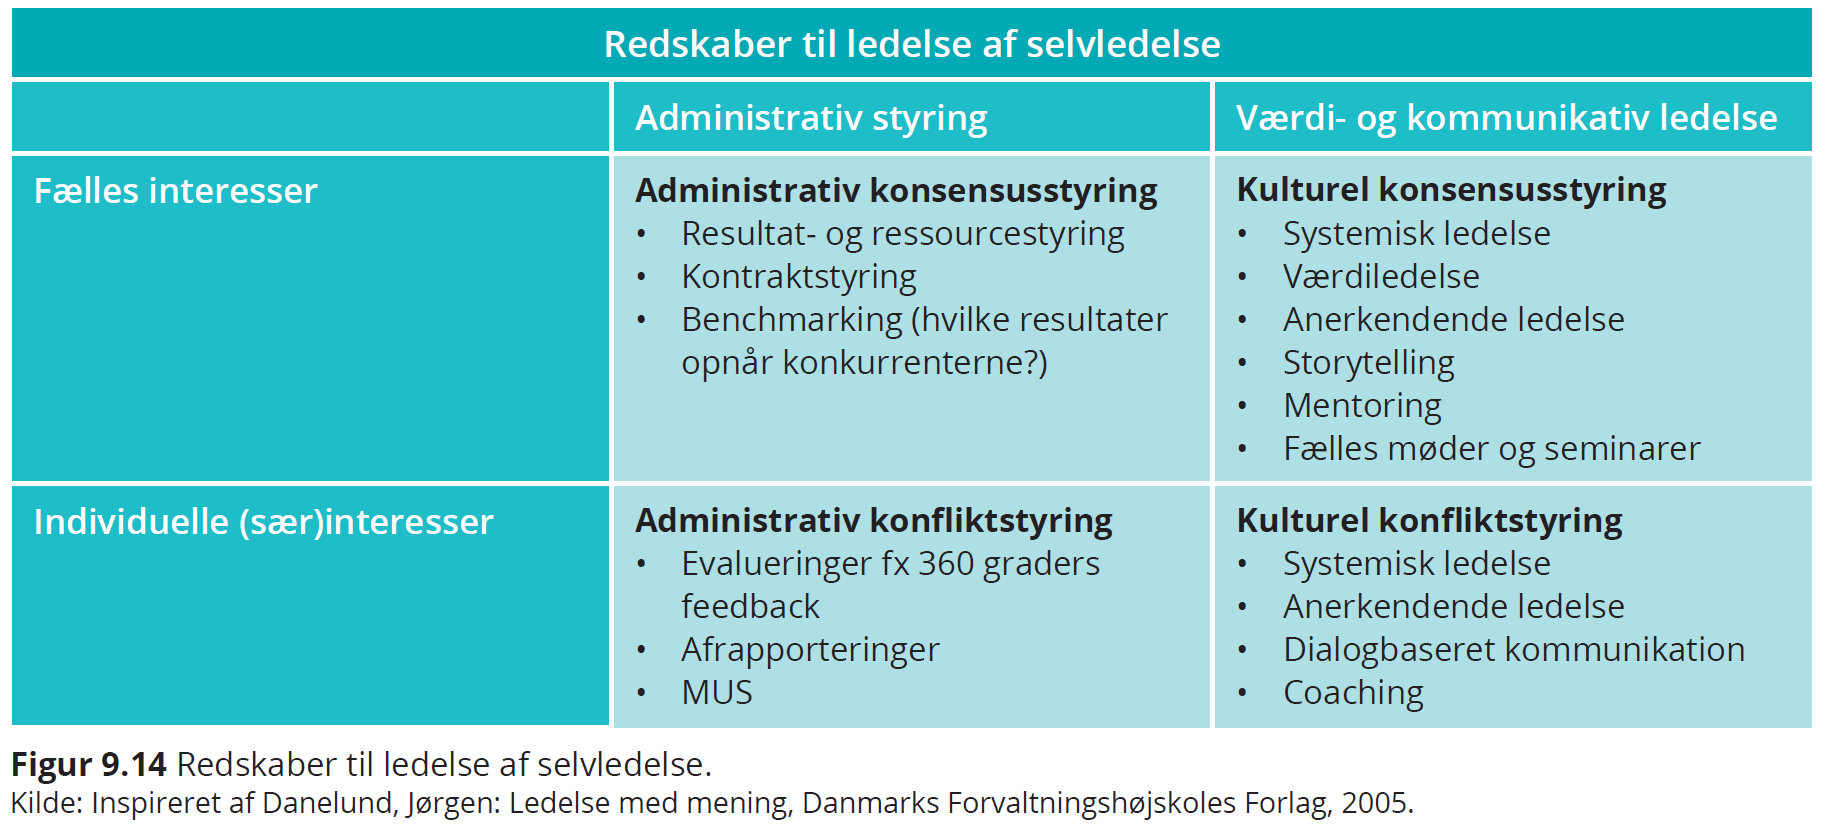 Redskaber til ledelse af selvledelse
Administrativ styring
Værdi- og kommunikativ ledelse
Fælles interesser
Administrativ konsensusstyring
• Resultat- og ressourcestyring
• Kontraktstyring
• Benchmarking (hvilke resultater
opnår konkurrenterne?)
Kulturel konsensusstyring
• Systemisk ledelse
• Værdiledelse
• Anerkendende ledelse
• Storytelling
• Mentoring
• Fælles møder og seminarer
Individuelle (sær)interesser
Administrativ konfliktstyring
• Evalueringer fx 360 graders
feedback
• Afrapporteringer
• MUS
Kulturel konfliktstyring
• Systemisk ledelse
• Anerkendende ledelse
• Dialogbaseret kommunikation
• Coaching
Figur 9.14 Redskaber til ledelse af selvledelse.
Kilde: Inspireret af Danelund, Jørgen: Ledelse med mening, Danmarks Forvaltningshøjskoles Forlag, 2005.